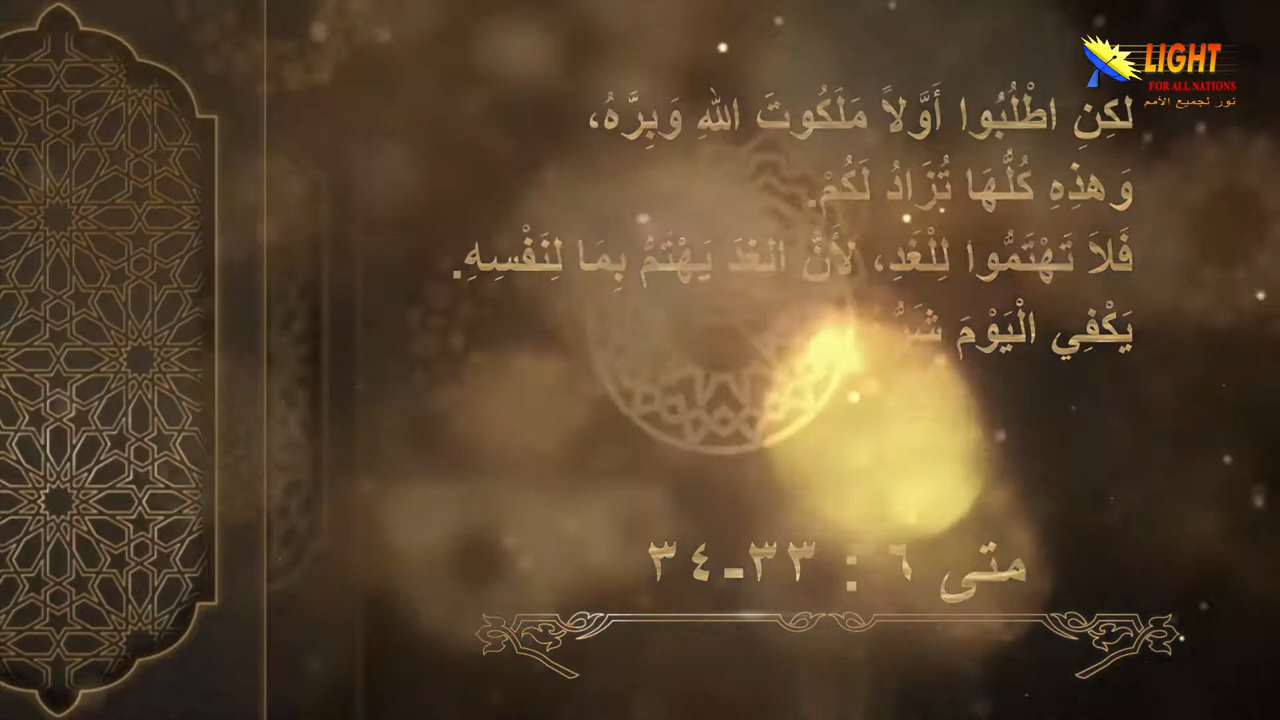 LIGHT
FOR ALL NATIONS
نور لجميع الأمم
لكِنِ اطْلُبُوا أَوَّلاً مَلَكُوتَ اللهِ وَبِرَّهُ،
وَهذِهِ كُلُّهَا تُزَادُ لَكُمْ.
فَلاَ تَهْتَمُّوا لِلْغَدِ، لأَنَّ الْغَدَ يَهْتَمُّ بِمَا لِنَفْسِهِ.
يَكْفِي الْيَوْمَ شَرُّ
متى ٦ : ٣٣-٣٤